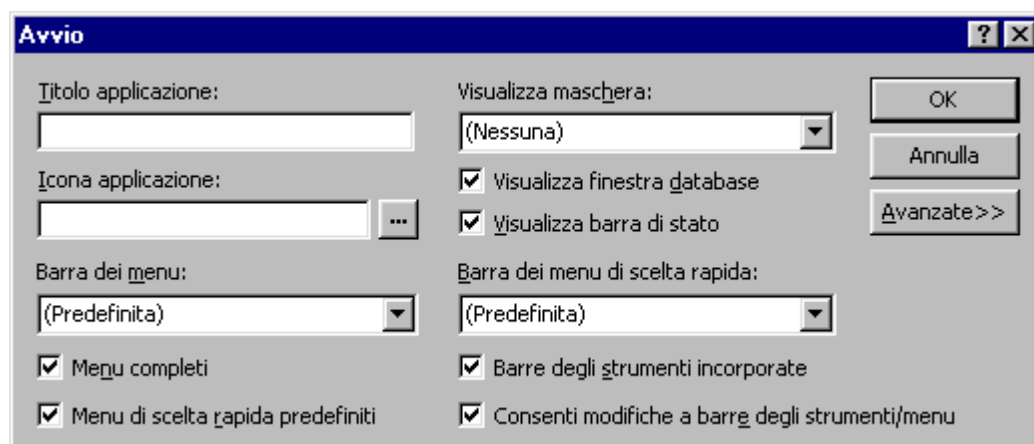 Avvio
Titolo applicazione:
Visualizza maschera:
(Nessuna)
OK
Annulla
Avanzate>>
Icona applicazione:
...
Visualizza finestra database
Visualizza barra di stato
Barra dei menu:
(Predefinita)
Barra dei menu di scelta rapida:
(Predefinita)
Menu completi
Barre degli strumenti incorporate
Menu di scelta rapida predefiniti
Consenti modifiche a barre degli strumenti/menu